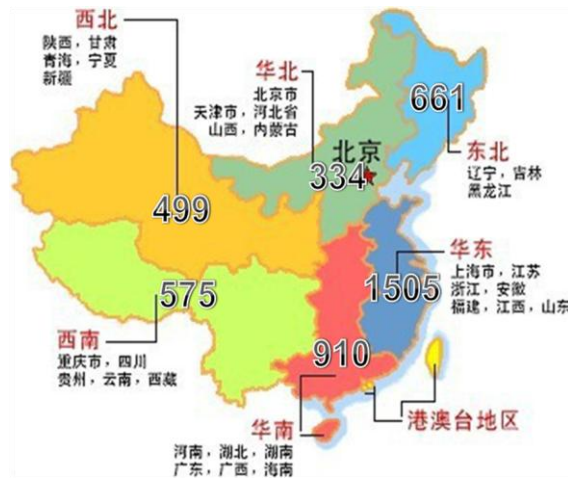 西北
陕西，甘肃
青海，宁夏
新疆
499
华北
北京市
天津市，河北省
山西，内蒙古
北京
334
661
东北
辽宁，吉林
黑龙江
华东
1505
上海市，江苏
浙江，安徽
福建，江西，山东
575
西南
重庆市，四川
贵州，云南，西藏
910
华南
河南，湖北，湖南
广东，广西，海南
港澳台地区